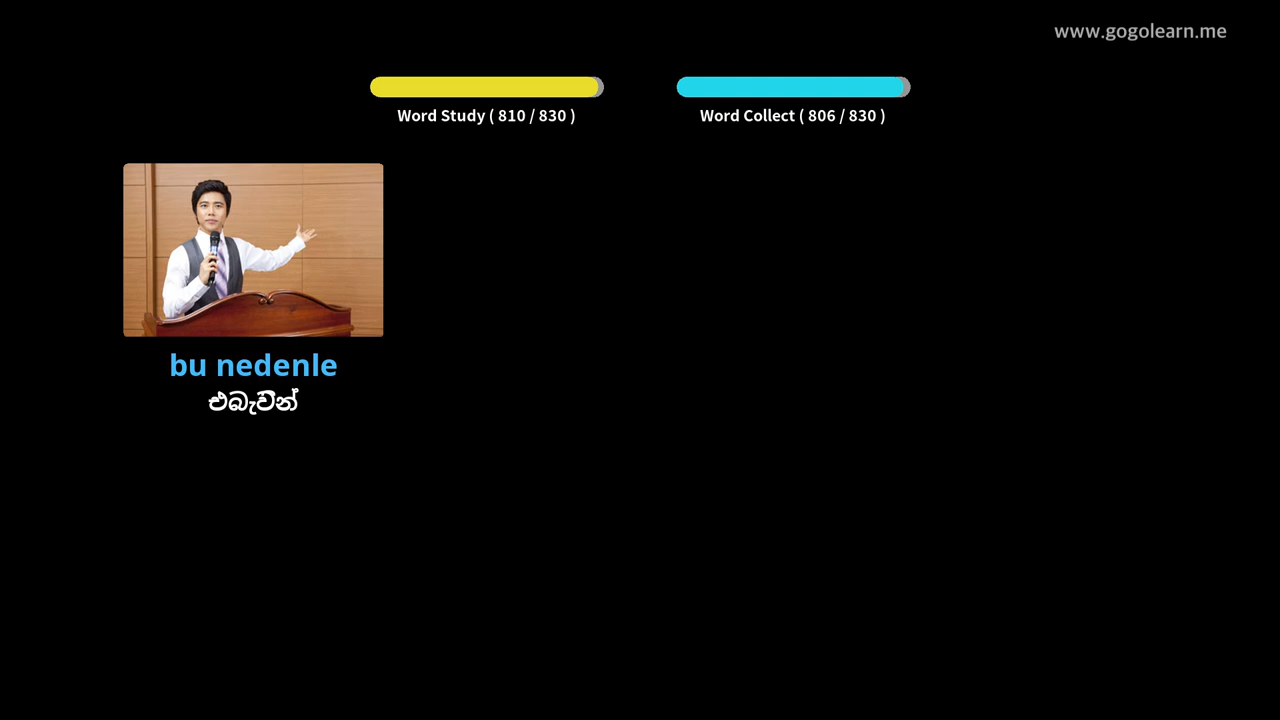 www.gogolearn.me
Word Study ( 810 / 830 )
Word Collect ( 806 / 830 )
bu nedenle
එබැවින්